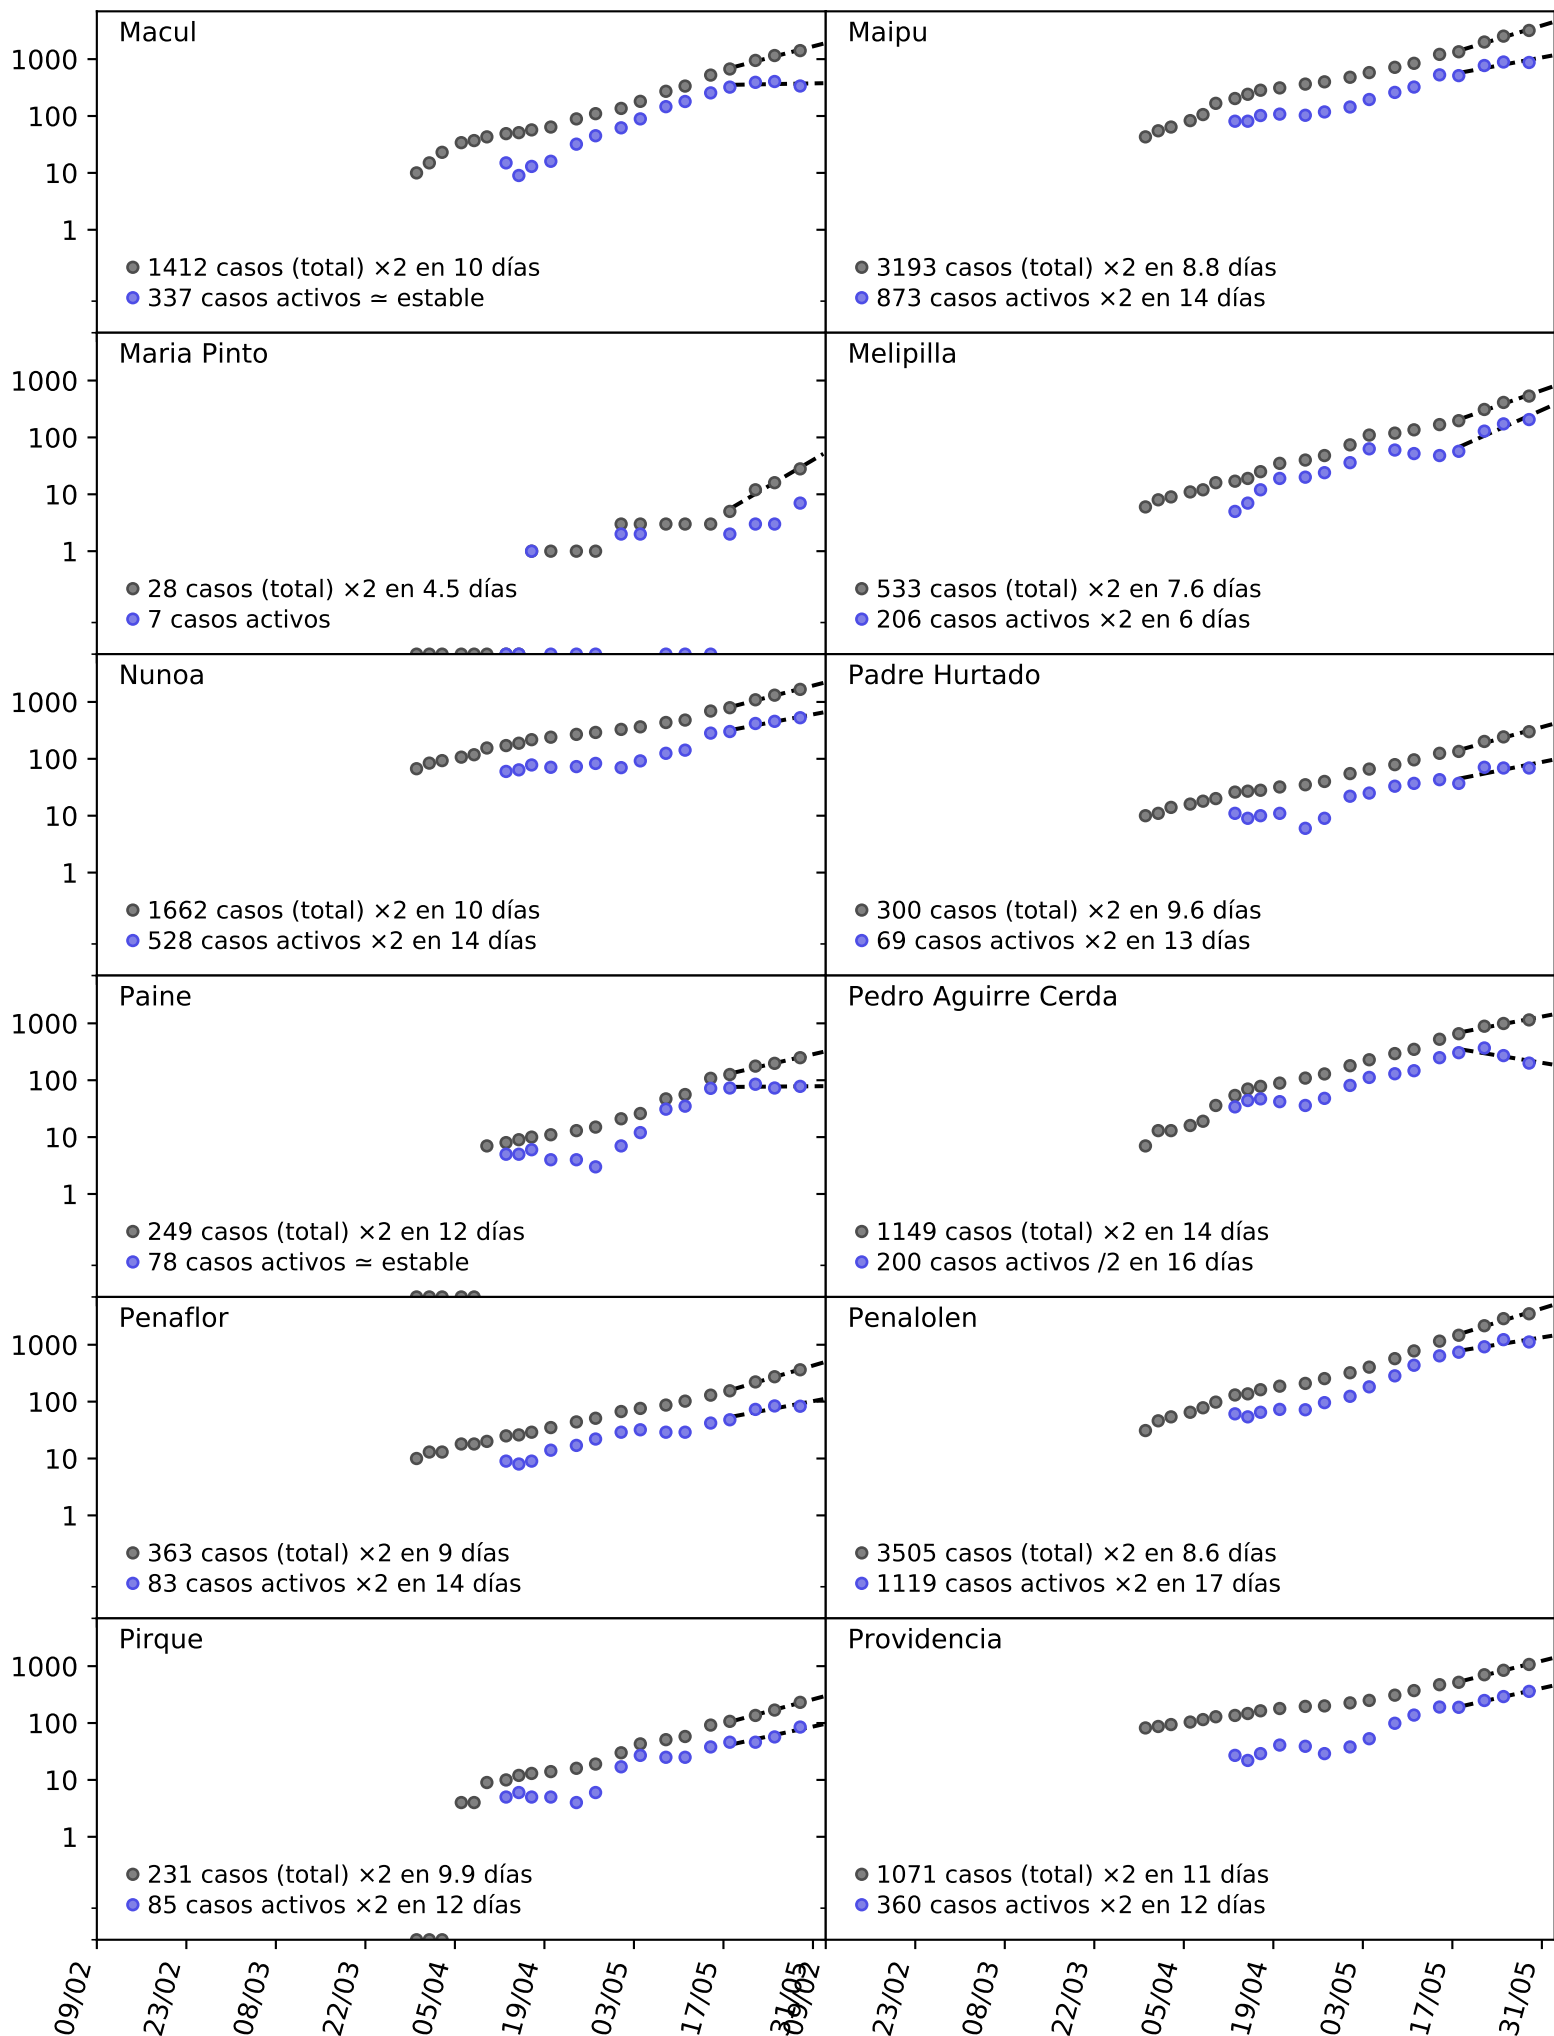 Macul
Maipu
1000
100
10
1
1412 casos (total) ×2 en 10 días
337 casos activos ≃ estable
3193 casos (total) ×2 en 8.8 días
873 casos activos ×2 en 14 días
Maria Pinto
Melipilla
1000
100
10
1
28 casos (total) ×2 en 4.5 días
7 casos activos
533 casos (total) ×2 en 7.6 días
206 casos activos ×2 en 6 días
Nunoa
Padre Hurtado
1000
100
10
1
1662 casos (total) ×2 en 10 días
528 casos activos ×2 en 14 días
300 casos (total) ×2 en 9.6 días
69 casos activos ×2 en 13 días
Paine
Pedro Aguirre Cerda
1000
100
10
1
249 casos (total) ×2 en 12 días
78 casos activos ≃ estable
1149 casos (total) ×2 en 14 días
200 casos activos /2 en 16 días
Penaflor
Penalolen
1000
100
10
1
363 casos (total) ×2 en 9 días
83 casos activos ×2 en 14 días
3505 casos (total) ×2 en 8.6 días
1119 casos activos ×2 en 17 días
Pirque
Providencia
1000
100
10
1
231 casos (total) ×2 en 9.9 días
85 casos activos ×2 en 12 días
1071 casos (total) ×2 en 11 días
360 casos activos ×2 en 12 días
09/02
23/02
08/03
22/03
05/04
19/04
03/05
17/05
31/05
09/02
23/02
08/03
22/03
05/04
19/04
03/05
17/05
31/05